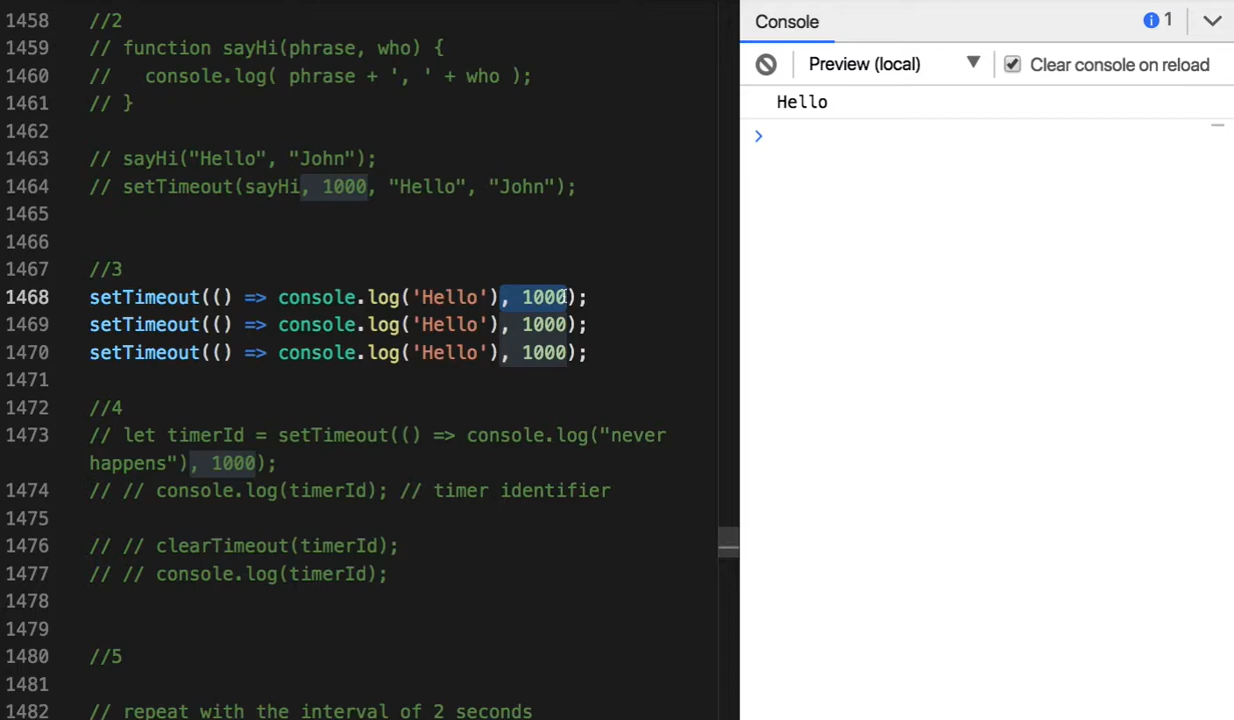 1458 //2
1459 // function sayHi(phrase, who) {
1460 //   console.log( phrase + ', ' + who );
1461 // }
1462
1463 // sayHi("Hello", "John");
1464 // setTimeout(sayHi, 1000, "Hello", "John");
1465
1466
1467 //3
1468 setTimeout(() => console.log('Hello'), 1000);
1469 setTimeout(() => console.log('Hello'), 1000);
1470 setTimeout(() => console.log('Hello'), 1000);
1471
1472 //4
1473 // let timerId = setTimeout(() => console.log("never
happens"), 1000);
1474 // // console.log(timerId); // timer identifier
1475
1476 // // clearTimeout(timerId);
1477 // // console.log(timerId);
1478
1479
1480 //5
1481
1482 // repeat with the interval of 2 seconds
Console
1
Preview (local)
Clear console on reload
Hello